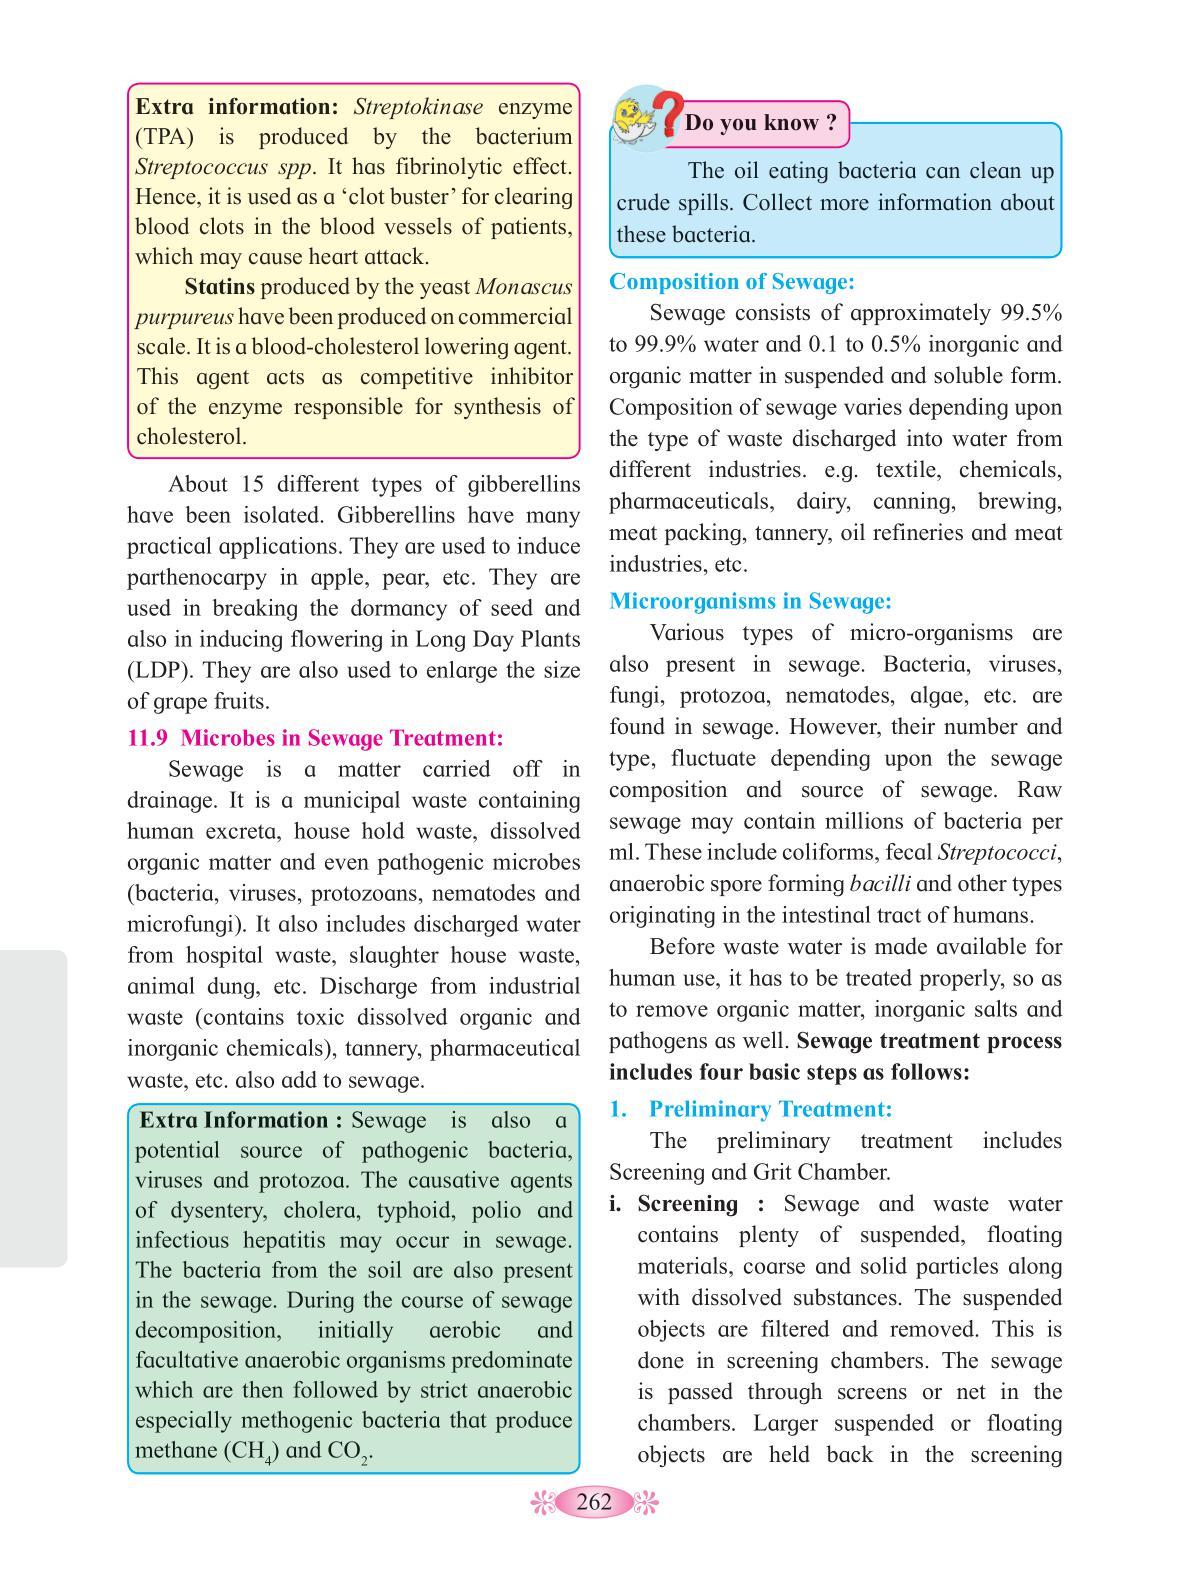 Extra information: Streptokinase enzyme
(TPA) is produced by the bacterium
Streptococcus spp. It has fibrinolytic effect.
Hence, it is used as a ‘clot buster’ for clearing
blood clots in the blood vessels of patients,
which may cause heart attack.
Statins produced by the yeast Monascus
purpureus have been produced on commercial
scale. It is a blood-cholesterol lowering agent.
This agent acts as competitive inhibitor
of the enzyme responsible for synthesis of
cholesterol.
About 15 different types of gibberellins
have been isolated. Gibberellins have many
practical applications. They are used to induce
parthenocarpy in apple, pear, etc. They are
used in breaking the dormancy of seed and
also in inducing flowering in Long Day Plants
(LDP). They are also used to enlarge the size
of grape fruits.
11.9 Microbes in Sewage Treatment:
Sewage is a matter carried off in
drainage. It is a municipal waste containing
human excreta, house hold waste, dissolved
organic matter and even pathogenic microbes
(bacteria, viruses, protozoans, nematodes and
microfungi). It also includes discharged water
from hospital waste, slaughter house waste,
animal dung, etc. Discharge from industrial
waste (contains toxic dissolved organic and
inorganic chemicals), tannery, pharmaceutical
waste, etc. also add to sewage.
Extra Information : Sewage is also a
potential source of pathogenic bacteria,
viruses and protozoa. The causative agents
of dysentery, cholera, typhoid, polio and
infectious hepatitis may occur in sewage.
The bacteria from the soil are also present
in the sewage. During the course of sewage
decomposition, initially aerobic and
facultative anaerobic organisms predominate
which are then followed by strict anaerobic
especially methogenic bacteria that produce
methane (CH4) and CO2.
Do you know ?
The oil eating bacteria can clean up
crude spills. Collect more information about
these bacteria.
Composition of Sewage:
Sewage consists of approximately 99.5%
to 99.9% water and 0.1 to 0.5% inorganic and
organic matter in suspended and soluble form.
Composition of sewage varies depending upon
the type of waste discharged into water from
different industries. e.g. textile, chemicals,
pharmaceuticals, dairy, canning, brewing,
meat packing, tannery, oil refineries and meat
industries, etc.
Microorganisms in Sewage:
Various types of micro-organisms are
also present in sewage. Bacteria, viruses,
fungi, protozoa, nematodes, algae, etc. are
found in sewage. However, their number and
type, fluctuate depending upon the sewage
composition and source of sewage. Raw
sewage may contain millions of bacteria per
ml. These include coliforms, fecal Streptococci,
anaerobic spore forming bacilli and other types
originating in the intestinal tract of humans.
Before waste water is made available for
human use, it has to be treated properly, so as
to remove organic matter, inorganic salts and
pathogens as well. Sewage treatment process
includes four basic steps as follows:
1. Preliminary Treatment:
The preliminary treatment includes
Screening and Grit Chamber.
i. Screening : Sewage and waste water
contains plenty of suspended, floating
materials, coarse and solid particles along
with dissolved substances. The suspended
objects are filtered and removed. This is
done in screening chambers. The sewage
is passed through screens or net in the
chambers. Larger suspended or floating
objects are held back in the screening
262